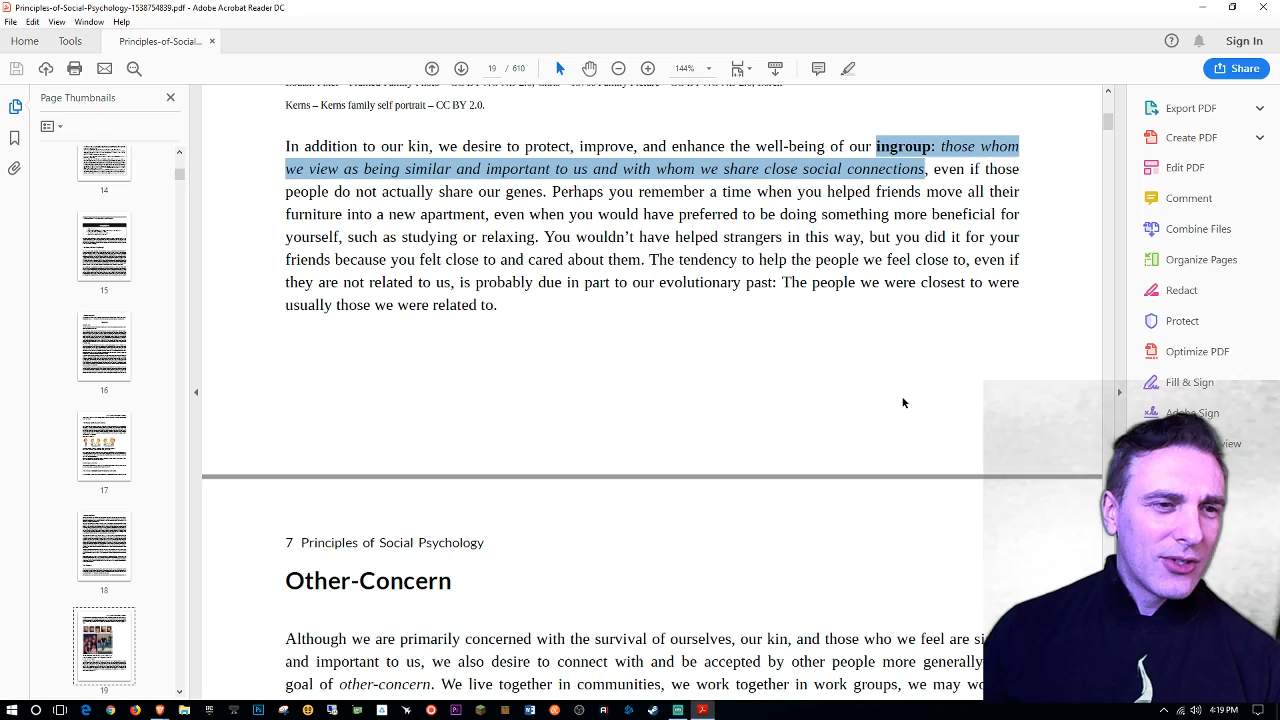 Principles-of-Social-Psychology-1538754839.pdf - Adobe Acrobat Reader DC
File Edit View Window Help
Home Tools Principles-of-Social... × Sign In
19 / 610 144% Share
Page Thumbnails
14
15
16
17
18
19
Kerns – Kerns family self portrait – CC BY 2.0.
In addition to our kin, we desire to protect, improve, and enhance the well-being of our ingroup: those whom
we view as being similar and important to us and with whom we share close social connections, even if those
people do not actually share our genes. Perhaps you remember a time when you helped friends move all their
furniture into a new apartment, even when you would have preferred to be doing something more beneficial for
yourself, such as studying or relaxing. You wouldn't have helped strangers in this way, but you did it for your
friends because you felt close to and cared about them. The tendency to help the people we feel close to, even if
they are not related to us, is probably due in part to our evolutionary past: The people we were closest to were
usually those we were related to.
7 Principles of Social Psychology
Other-Concern
Although we are primarily concerned with the survival of ourselves, our kin, and those who we feel are
and important to us, we also desire to connect with and be accepted by other people more generally
goal of other-concern. We live together in communities, we work together in work groups, we may
Export PDF
Create PDF
Edit PDF
Comment
Combine Files
Organize Pages
Redact
Protect
Optimize PDF
Fill & Sign
Adobe Sign
4:19 PM